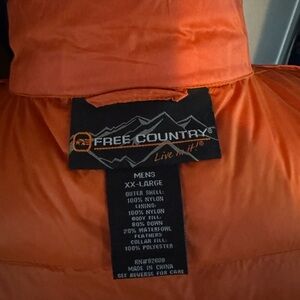 FREE COUNTRY®
Live in it!®
MENS
XX-LARGE
OUTER SHELL:
100% NYLON
LINING:
100% NYLON
BODY FILL:
80% DOWN
20% WATERFOWL
FEATHERS
COLLAR FILL:
100% POLYESTER
MADE IN CHINA
SEE REVERSE FOR CARE